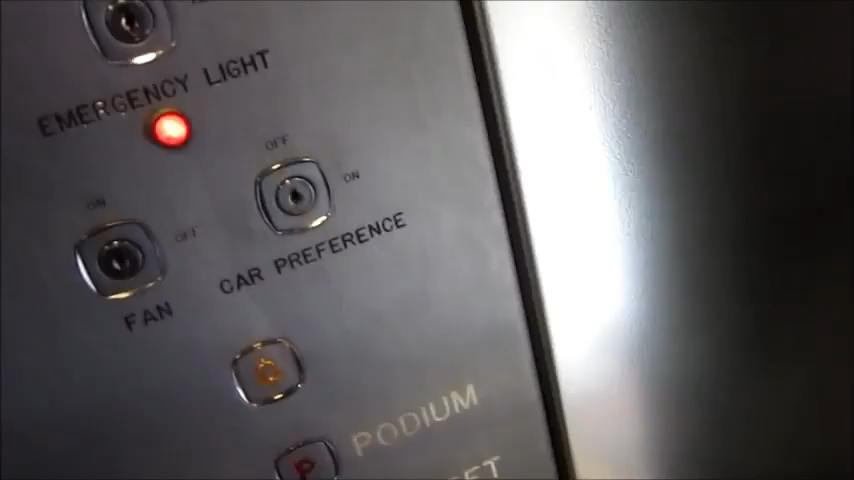 EMERGENCY LIGHT
OFF
ON
ON
OFF
CAR PREFERENCE
FAN
PODIUM
P